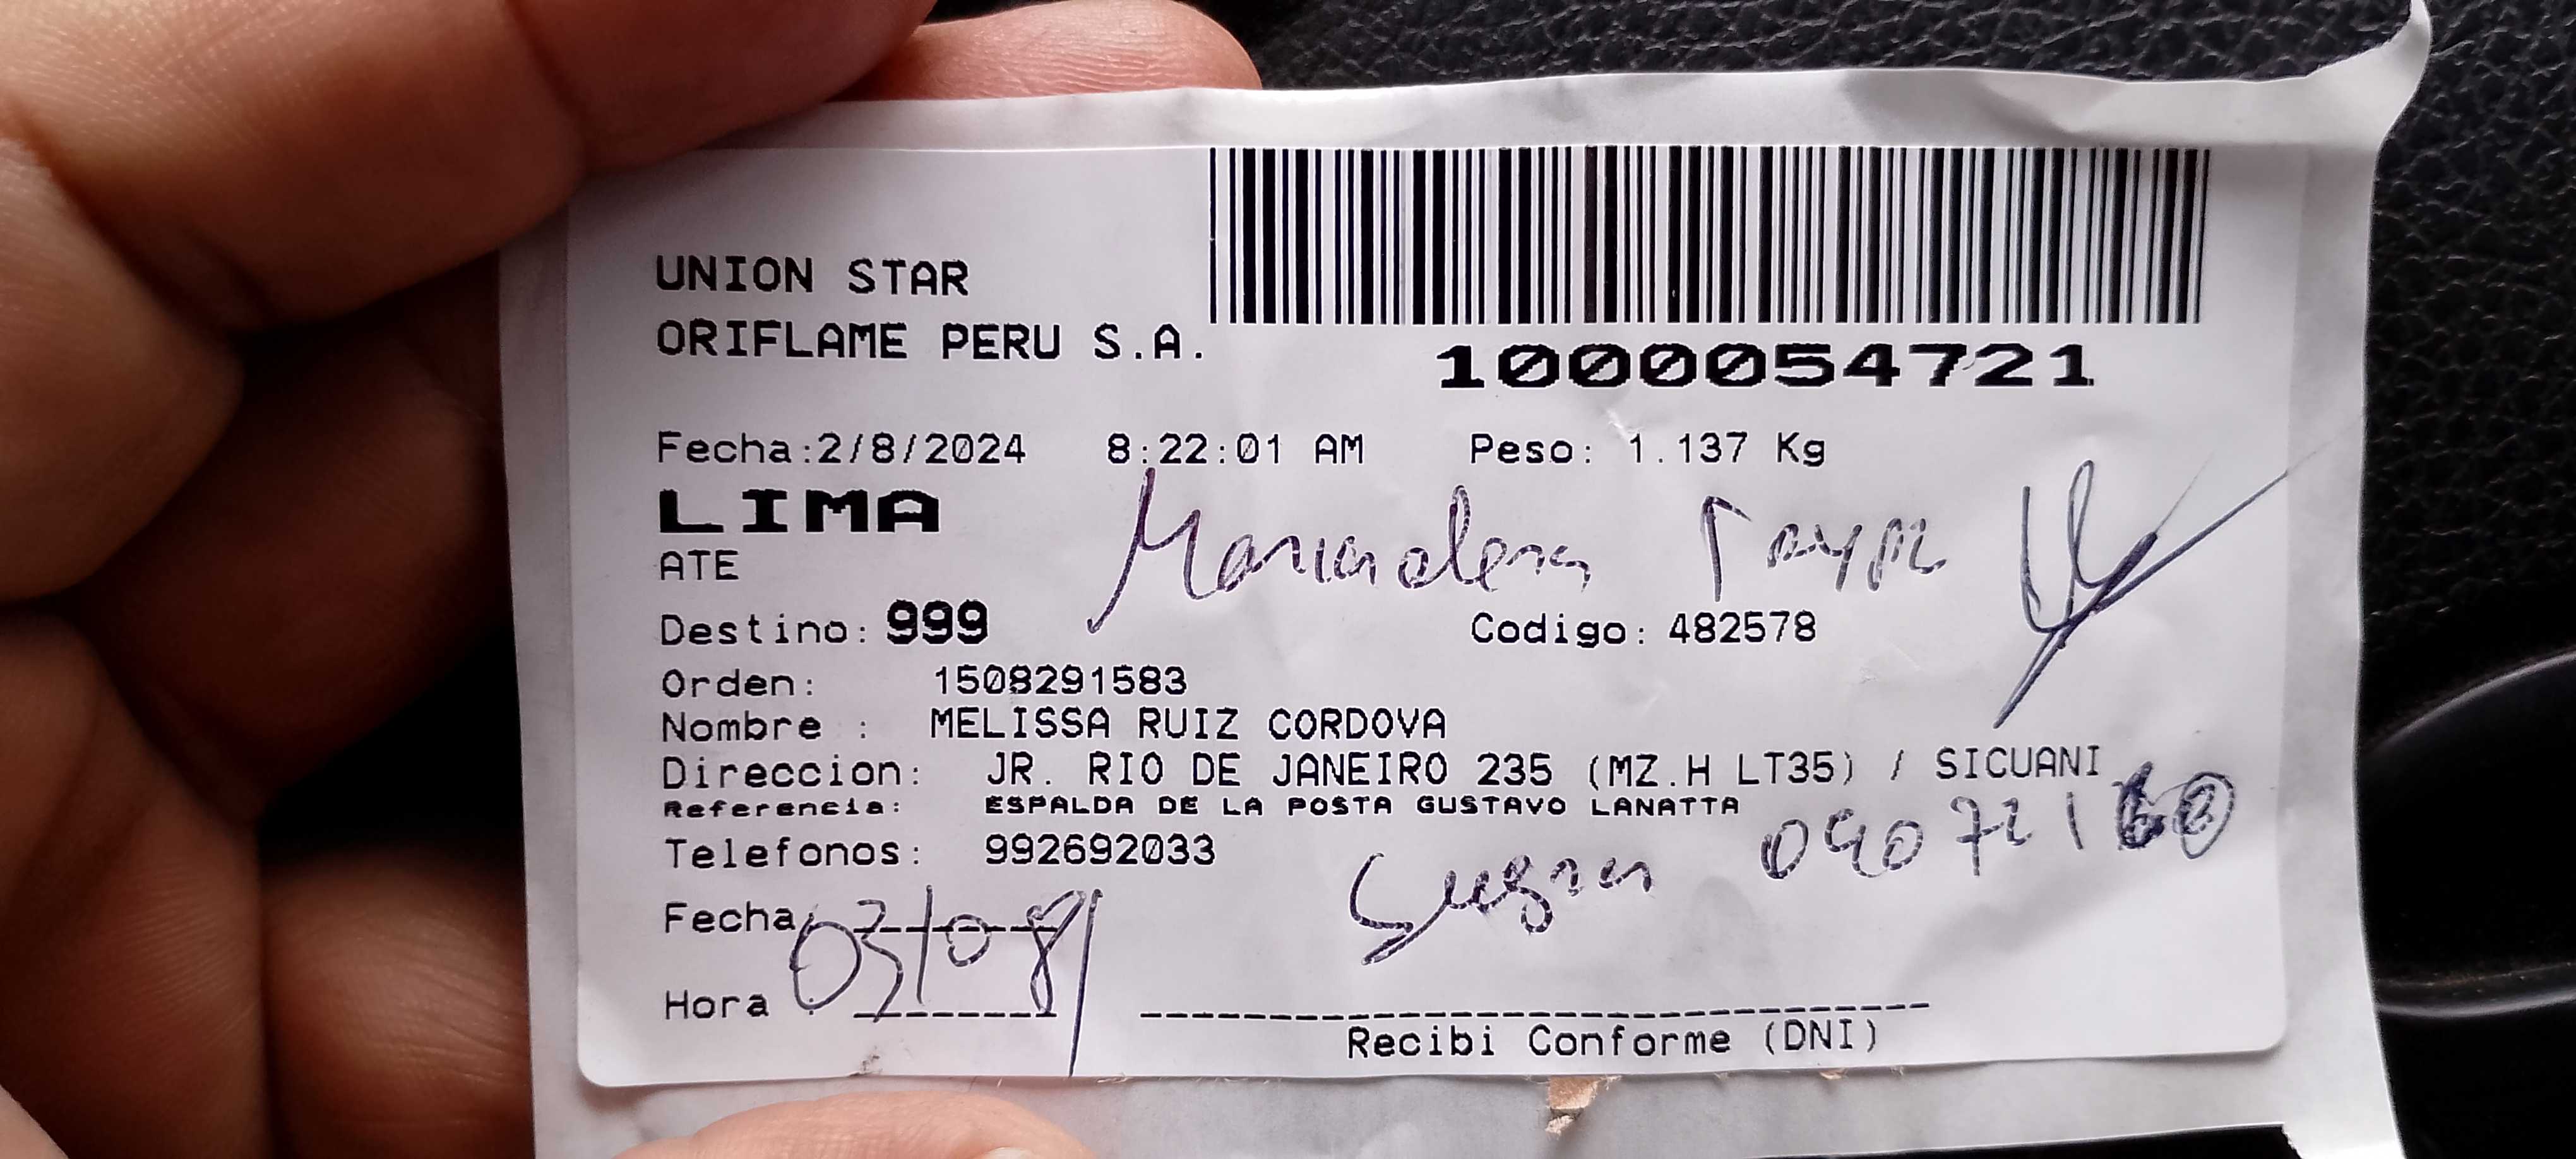 UNION STAR
ORIFLAME PERU S.A.
1000054721
Fecha:2/8/2024 8:22:01 AM Peso: 1.137 Kg
LIMA
ATE
Destino: 999 Codigo: 482578
Orden: 1508291583
Nombre : MELISSA RUIZ CORDOVA
Direccion: JR. RIO DE JANEIRO 235 (MZ.H LT35) / SICUANI
Referencia: ESPALDA DE LA POSTA GUSTAVO LANATTA
Telefonos: 992692033
Suegra
Fecha
Hora
Recibi Conforme (DNI)